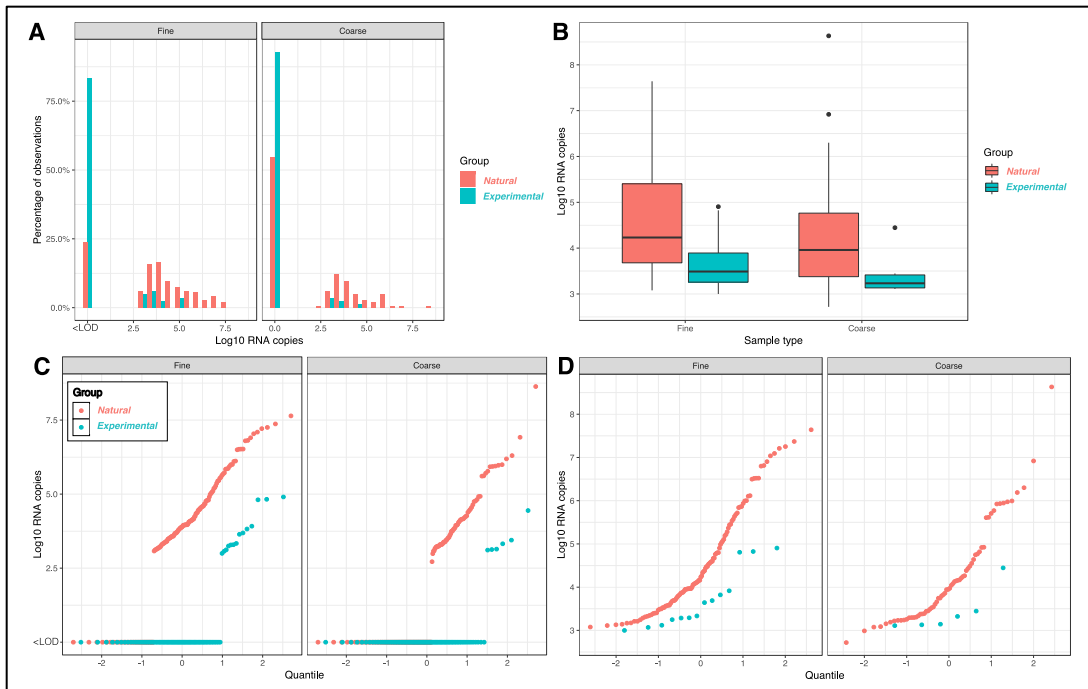 A
Fine
Coarse
Percentage of observations
75.0%
50.0%
25.0%
0.0%
<LOD
2.5
5.0
7.5
0.0
2.5
5.0
7.5
Log10 RNA copies
Group
Natural
Experimental
B
Log10 RNA copies
8
7
6
5
4
3
Fine
Coarse
Sample type
Group
Natural
Experimental
C
Fine
Coarse
Group
Natural
Experimental
Log10 RNA copies
7.5
5.0
2.5
<LOD
-2
-1
0
1
2
-2
-1
0
1
2
Quantile
D
Fine
Coarse
Log10 RNA copies
8
7
6
5
4
3
-2
-1
0
1
2
-2
-1
0
1
2
Quantile